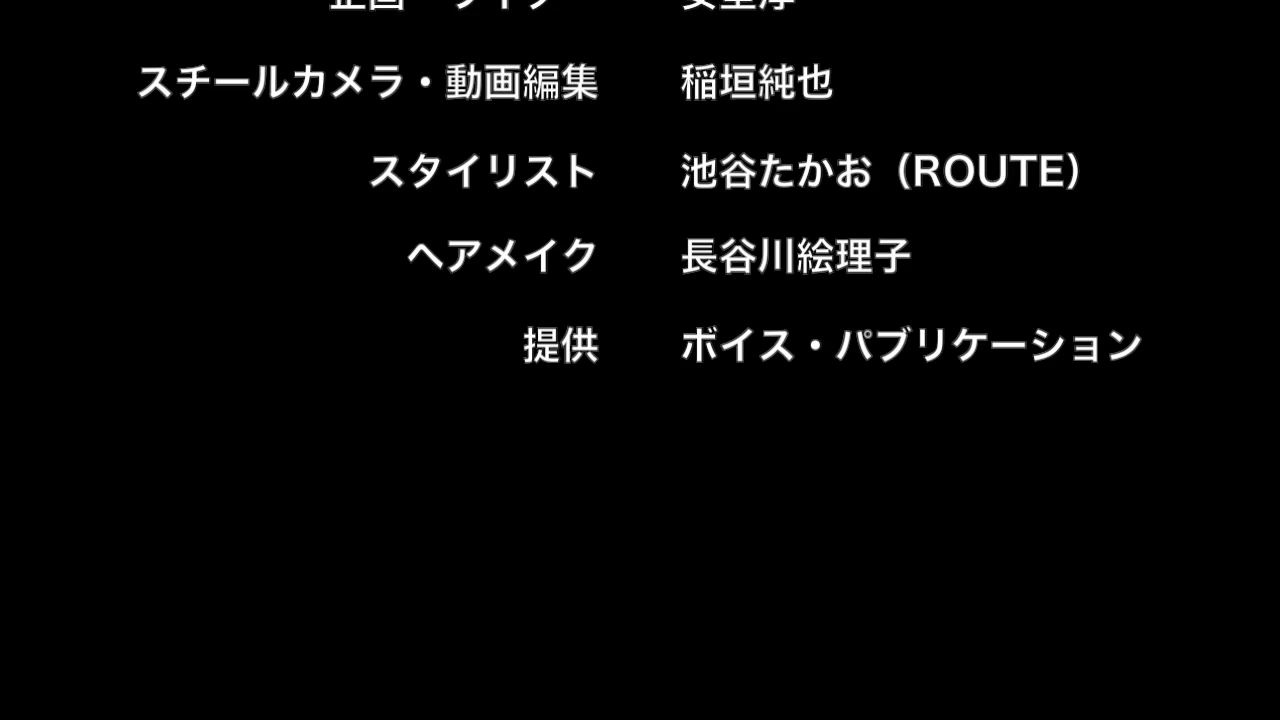 スチールカメラ・動画編集 稲垣純也
スタイリスト 池谷たかお（ROUTE）
ヘアメイク 長谷川絵理子
提供 ボイス・パブリケーション